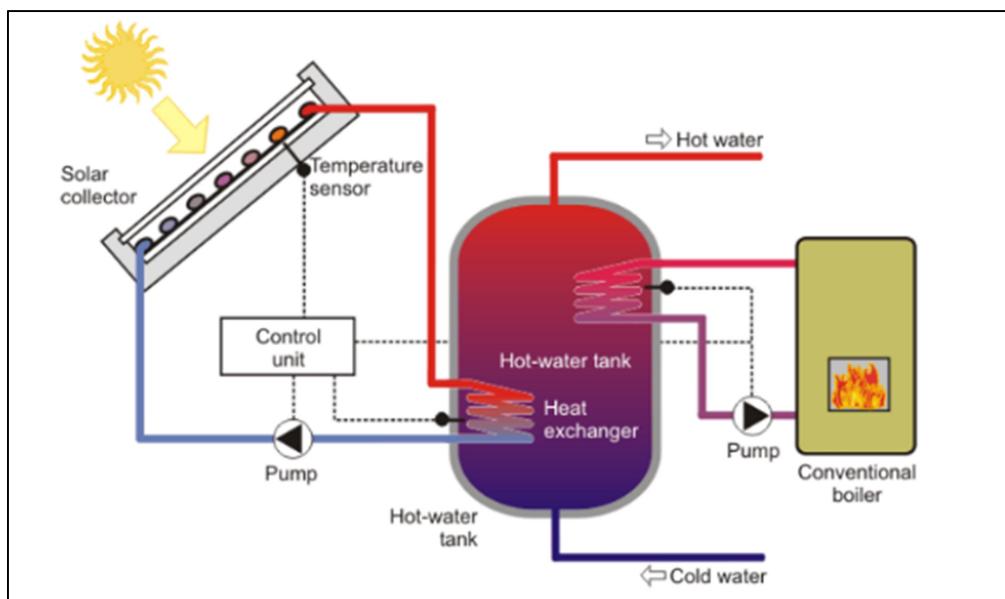 Solar
collector
Temperature
sensor
Hot water
Control
unit
Hot-water tank
Heat
exchanger
Pump
Pump
Conventional
boiler
Hot-water
tank
Cold water